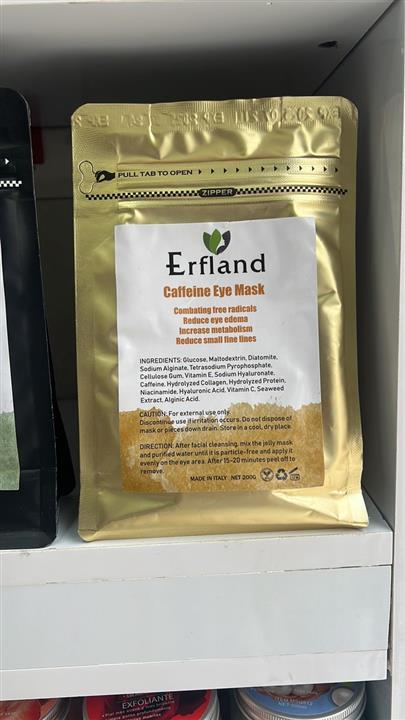 PULL TAB TO OPEN
ZIPPER
Erfland
Caffeine Eye Mask
Combating free radicals
Reduce eye edema
Increase metabolism
Reduce small fine lines
INGREDIENTS: Glucose, Maltodextrin, Diatomite,
Sodium Alginate, Tetrasodium Pyrophosphate,
Cellulose Gum, Vitamin E, Sodium Hyaluronate,
Caffeine, Hydrolyzed Collagen, Hydrolyzed Protein,
Niacinamide, Hyaluronic Acid, Vitamin C, Seaweed
Extract, Alginic Acid.
CAUTION: For external use only.
Discontinue use if irritation occurs. Do not dispose of
mask or pieces down drain. Store in a cool, dry place.
DIRECTION: After facial cleansing, mix the jelly mask
and purified water until it is particle-free and apply it
evenly on the eye area. After 15-20 minutes peel off to
remove.
MADE IN ITALY NET 200G
EXFOLIANTE